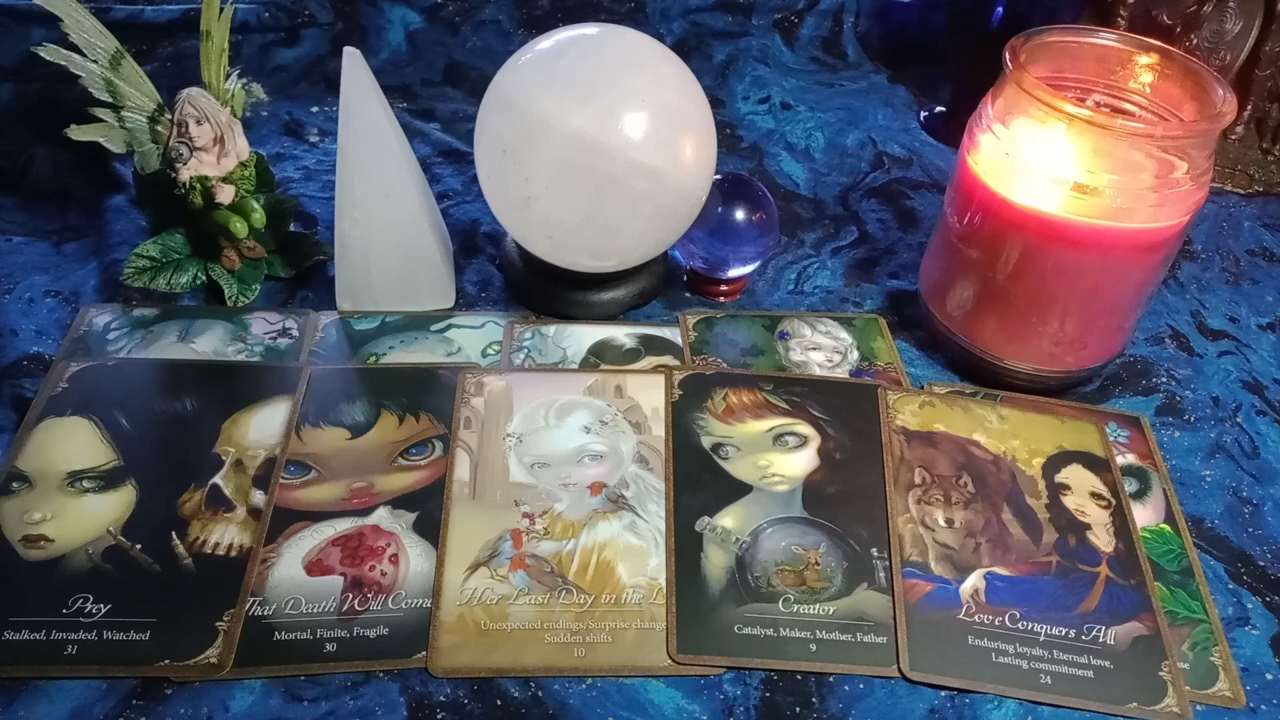 Prey
Stalked, Invaded, Watched
31
That Death Will Come
Mortal, Finite, Fragile
30
Her Last Day in the
Unexpected endings, Surprise change
Sudden shifts
10
Creator
Catalyst, Maker, Mother, Father
9
Love Conquers All
Enduring loyalty, Eternal love,
Lasting commitment
24